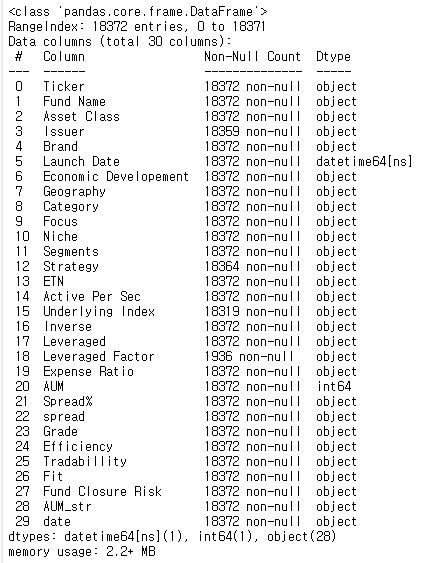 <class 'pandas.core.frame.DataFrame'>
RangeIndex: 18372 entries, 0 to 18371
Data columns (total 30 columns):
 #   Column                 Non-Null Count  Dtype
---  ------                 --------------  -----
 0   Ticker                 18372 non-null  object
 1   Fund Name              18372 non-null  object
 2   Asset Class            18372 non-null  object
 3   Issuer                 18359 non-null  object
 4   Brand                  18372 non-null  object
 5   Launch Date            18372 non-null  datetime64[ns]
 6   Economic Developement  18372 non-null  object
 7   Geography              18372 non-null  object
 8   Category               18372 non-null  object
 9   Focus                  18372 non-null  object
 10  Niche                  18372 non-null  object
 11  Segments               18372 non-null  object
 12  Strategy               18364 non-null  object
 13  ETN                    18372 non-null  object
 14  Active Per Sec         18372 non-null  object
 15  Underlying Index       18319 non-null  object
 16  Inverse                18372 non-null  object
 17  Leveraged              18372 non-null  object
 18  Leveraged Factor       1936 non-null   object
 19  Expense Ratio          18372 non-null  object
 20  AUM                    18372 non-null  int64
 21  Spread%                18372 non-null  object
 22  spread                 18372 non-null  object
 23  Grade                  18372 non-null  object
 24  Efficiency             18372 non-null  object
 25  Tradabillity           18372 non-null  object
 26  Fit                    18372 non-null  object
 27  Fund Closure Risk      18372 non-null  object
 28  AUM_str                18372 non-null  object
 29  date                   18372 non-null  object
dtypes: datetime64[ns](1), int64(1), object(28)
memory usage: 2.2+ MB